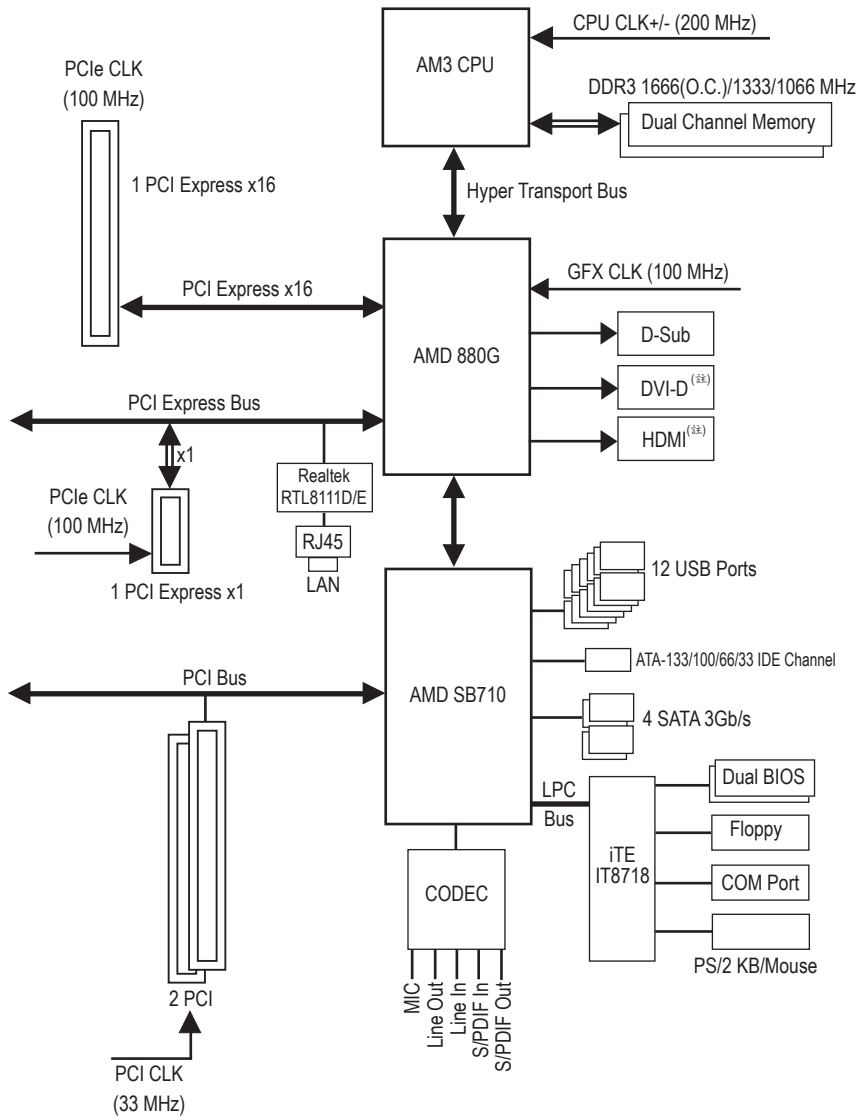 CPU CLK+/- (200 MHz)
AM3 CPU
DDR3 1666(O.C.)/1333/1066 MHz
Dual Channel Memory
PCIe CLK
(100 MHz)
1 PCI Express x16
Hyper Transport Bus
PCI Express x16
GFX CLK (100 MHz)
AMD 880G
D-Sub
DVI-D(註)
HDMI(註)
PCI Express Bus
x1
PCIe CLK
(100 MHz)
1 PCI Express x1
Realtek
RTL8111D/E
RJ45
LAN
12 USB Ports
ATA-133/100/66/33 IDE Channel
PCI Bus
AMD SB710
4 SATA 3Gb/s
LPC
Bus
iTE
IT8718
Dual BIOS
Floppy
COM Port
PS/2 KB/Mouse
CODEC
MIC
Line Out
Line In
S/PDIF In
S/PDIF Out
2 PCI
PCI CLK
(33 MHz)